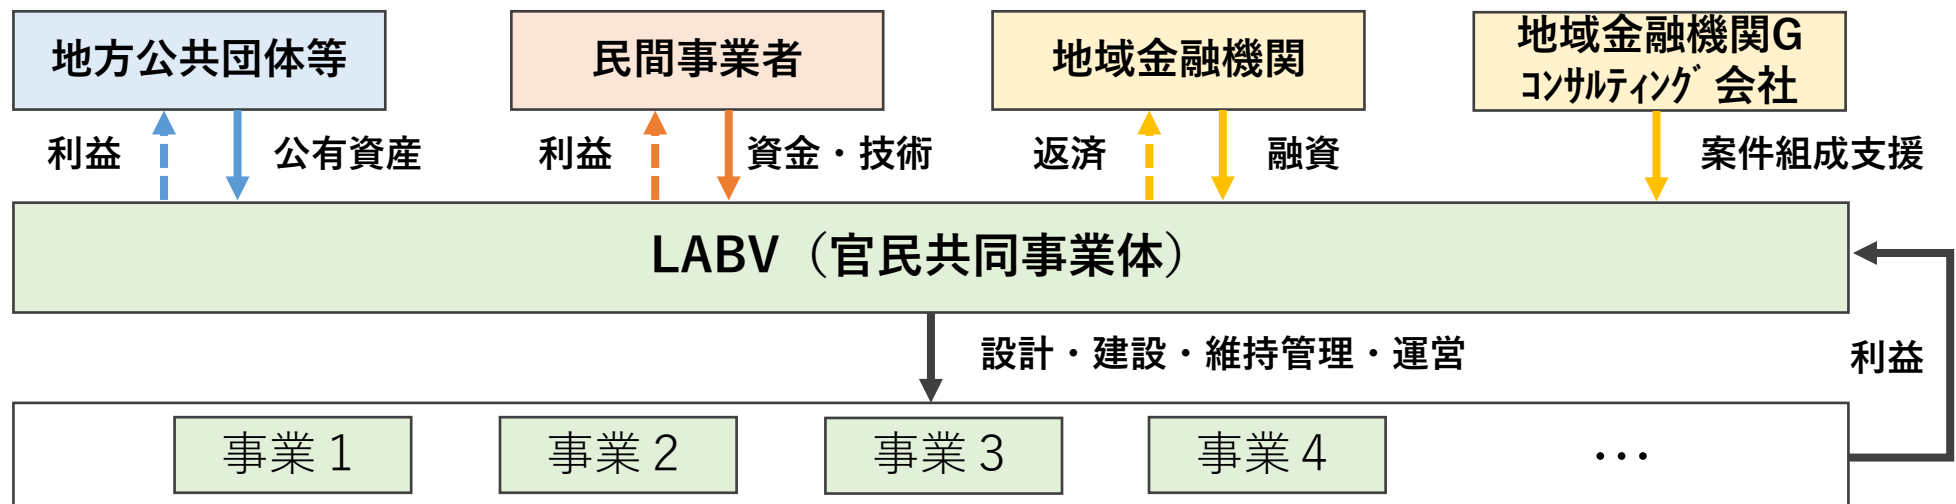 地方公共団体等
民間事業者
地域金融機関
地域金融機関G
ｺﾝｻﾙﾃｨﾝｸﾞ会社
利益
公有資産
利益
資金・技術
返済
融資
案件組成支援
LABV（官民共同事業体）
設計・建設・維持管理・運営
利益
事業１
事業２
事業３
事業４
…